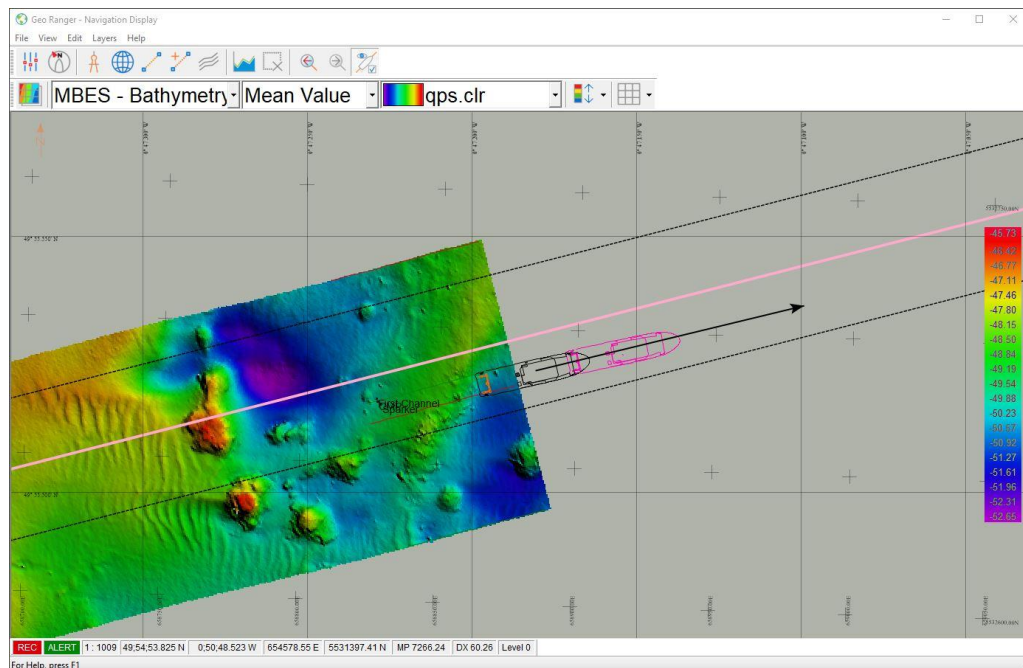 Geo Ranger - Navigation Display
File View Edit Layers Help
MBES - Bathymetry Mean Value qps.clr
-45.73
-46.42
-46.77
-47.11
-47.46
-47.80
-48.15
-48.50
-48.84
-49.19
-49.54
-49.88
-50.23
-50.57
-50.92
-51.27
-51.61
-51.96
-52.31
-52.65
First Channel
Sparker
REC ALERT 1 : 1009 49;54;53.825 N 0;50;48.523 W 654578.55 E 5531397.41 N MP 7266.24 DX 60.26 Level 0
For Help, press F1